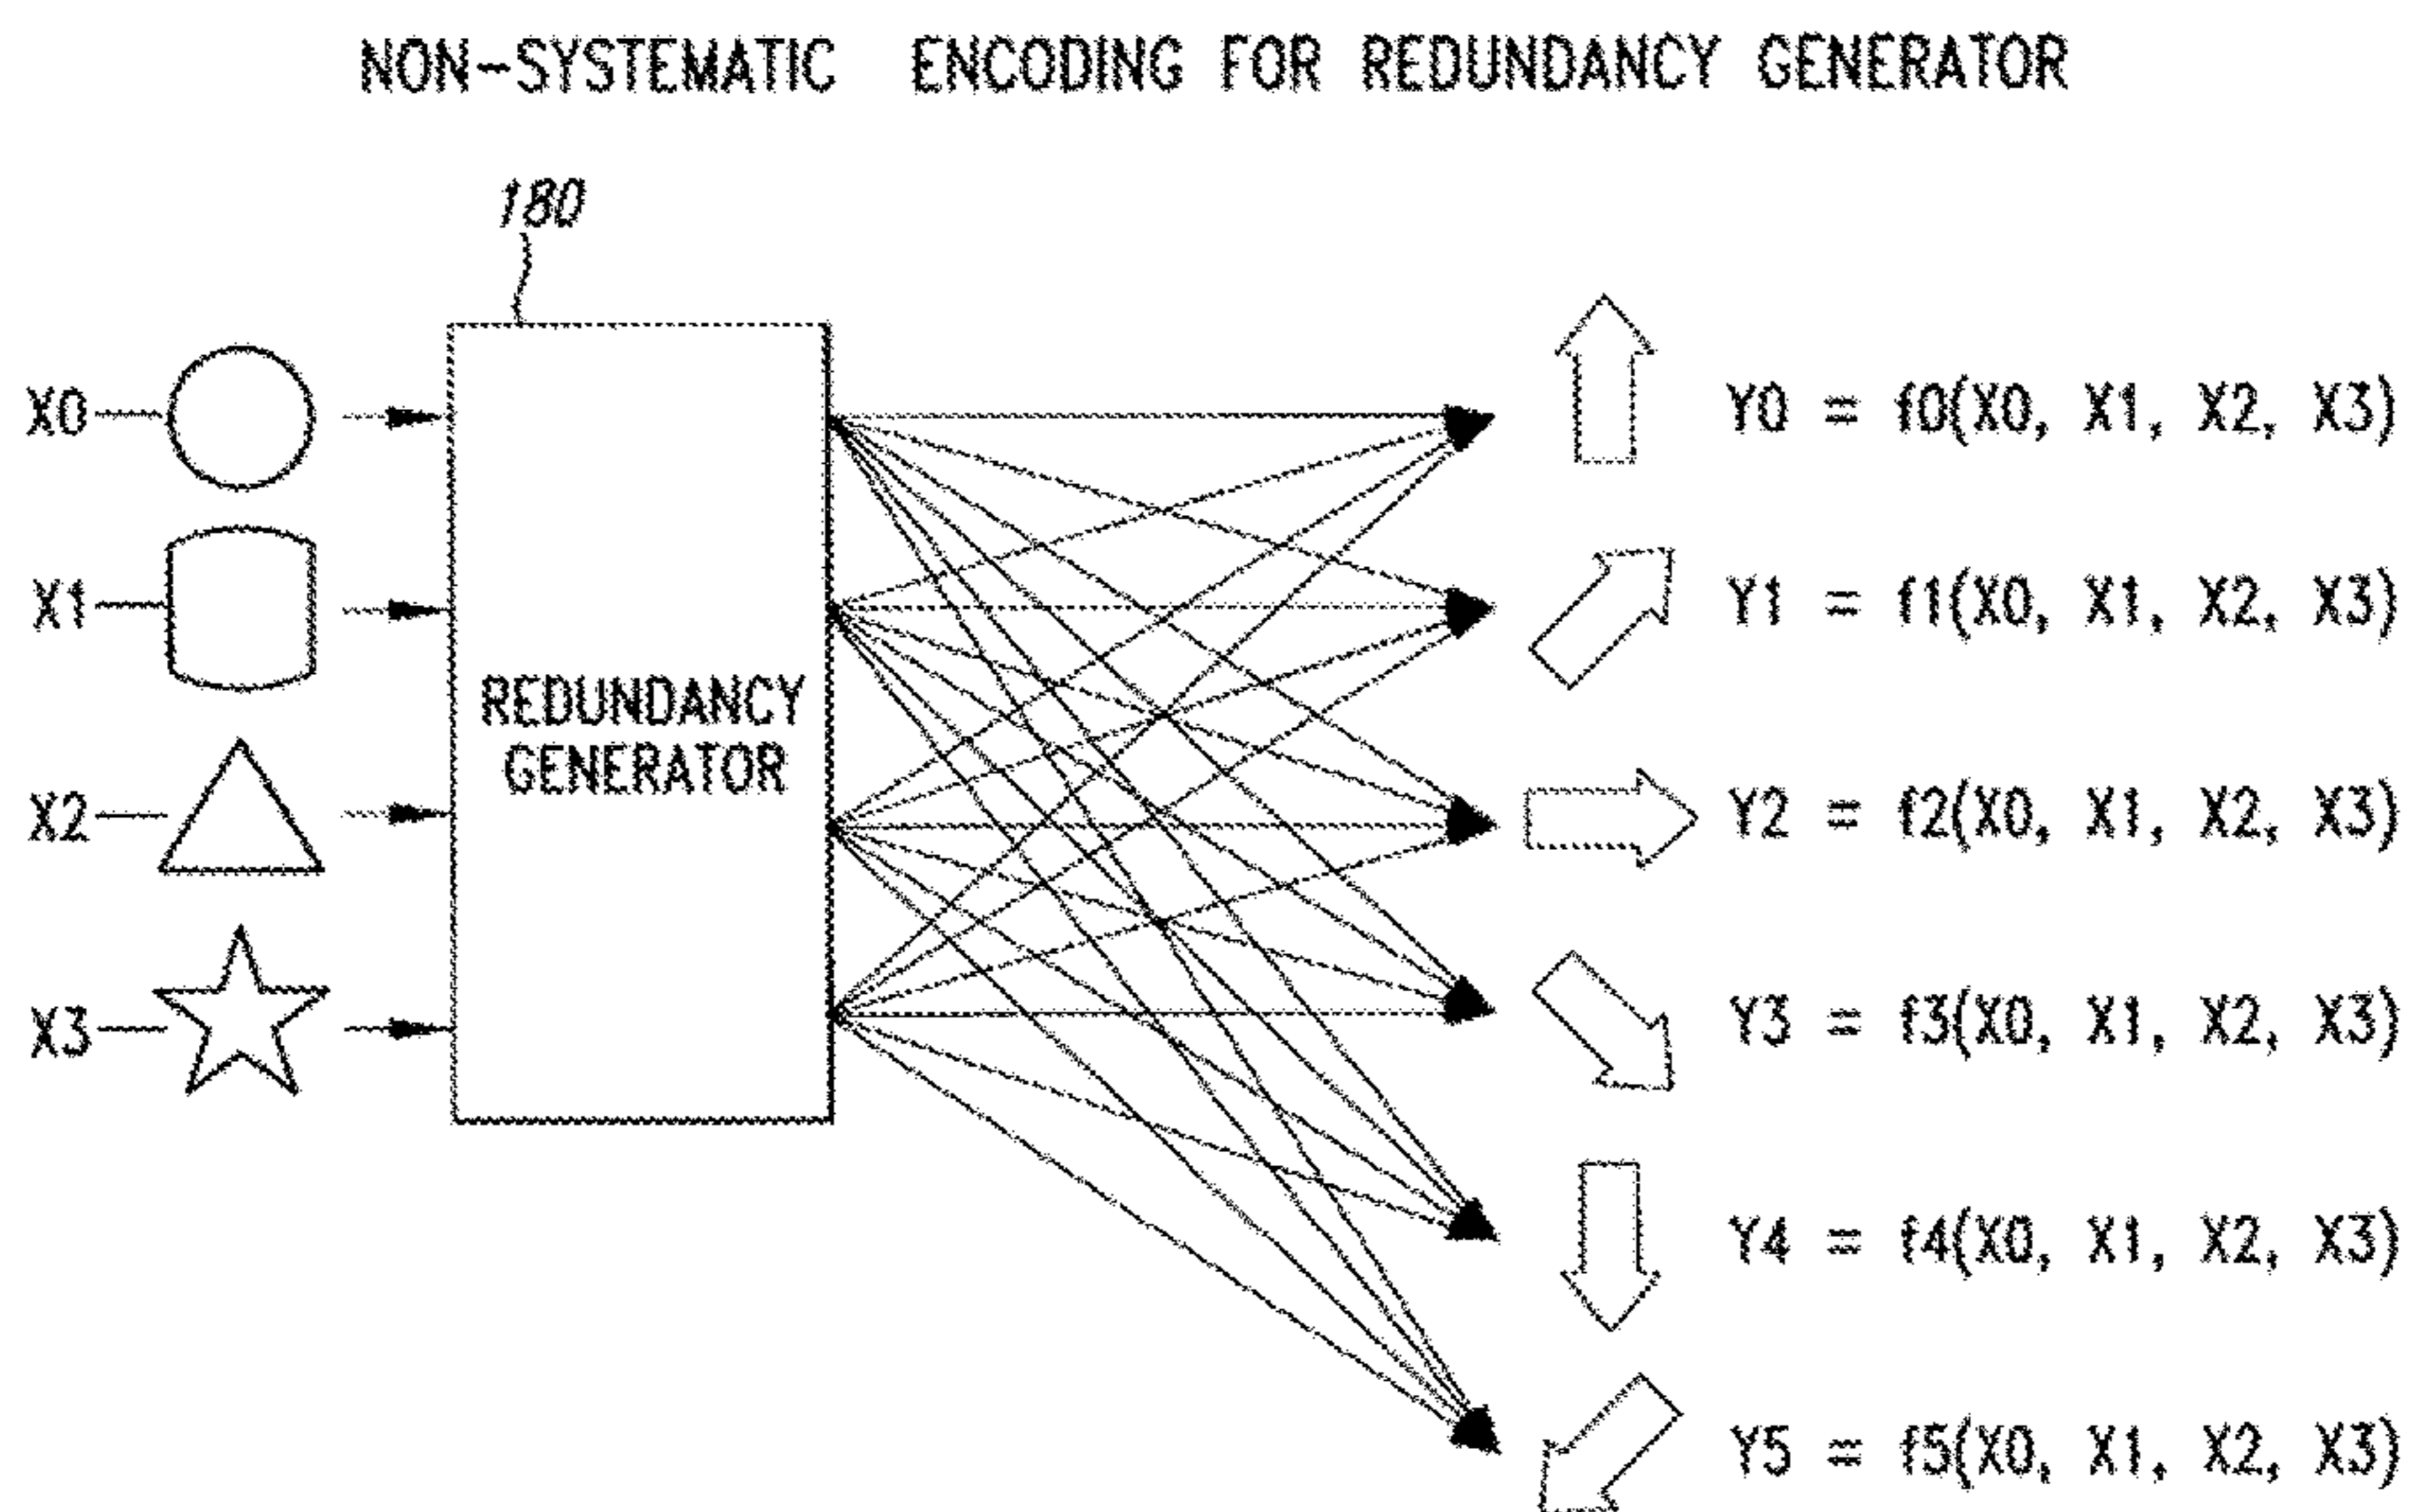 NON-SYSTEMATIC ENCODING FOR REDUNDANCY GENERATOR
180
X0
X1
X2
X3
REDUNDANCY
GENERATOR
Y0 = f0(X0, X1, X2, X3)
Y1 = f1(X0, X1, X2, X3)
Y2 = f2(X0, X1, X2, X3)
Y3 = f3(X0, X1, X2, X3)
Y4 = f4(X0, X1, X2, X3)
Y5 = f5(X0, X1, X2, X3)